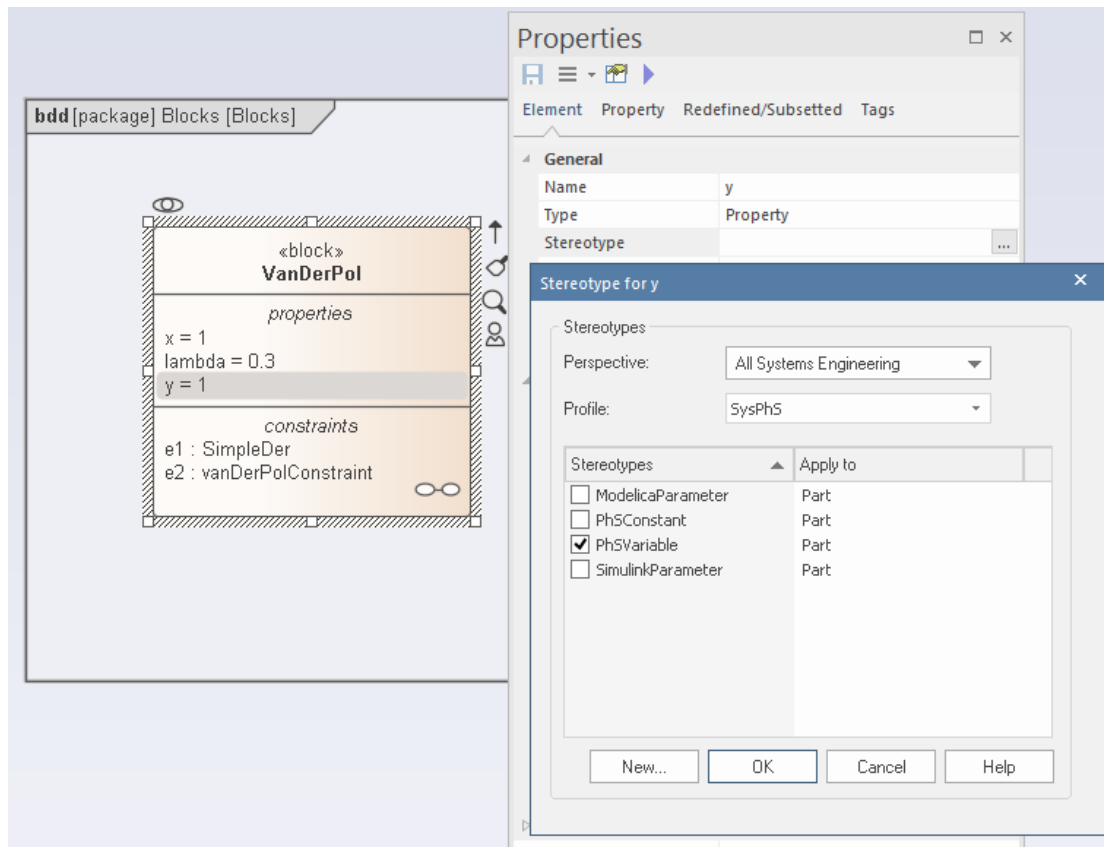 Properties
Element Property Redefined/Subsetted Tags
General
Name y
Type Property
Stereotype ...
bdd [package] Blocks [Blocks]
«block»
VanDerPol
properties
x = 1
lambda = 0.3
y = 1
constraints
e1 : SimpleDer
e2 : vanDerPolConstraint
Stereotype for y
Stereotypes
Perspective: All Systems Engineering
Profile: SysPhS
Stereotypes Apply to
ModelicaParameter Part
PhSConstant Part
PhSVariable Part
SimulinkParameter Part
New... OK Cancel Help